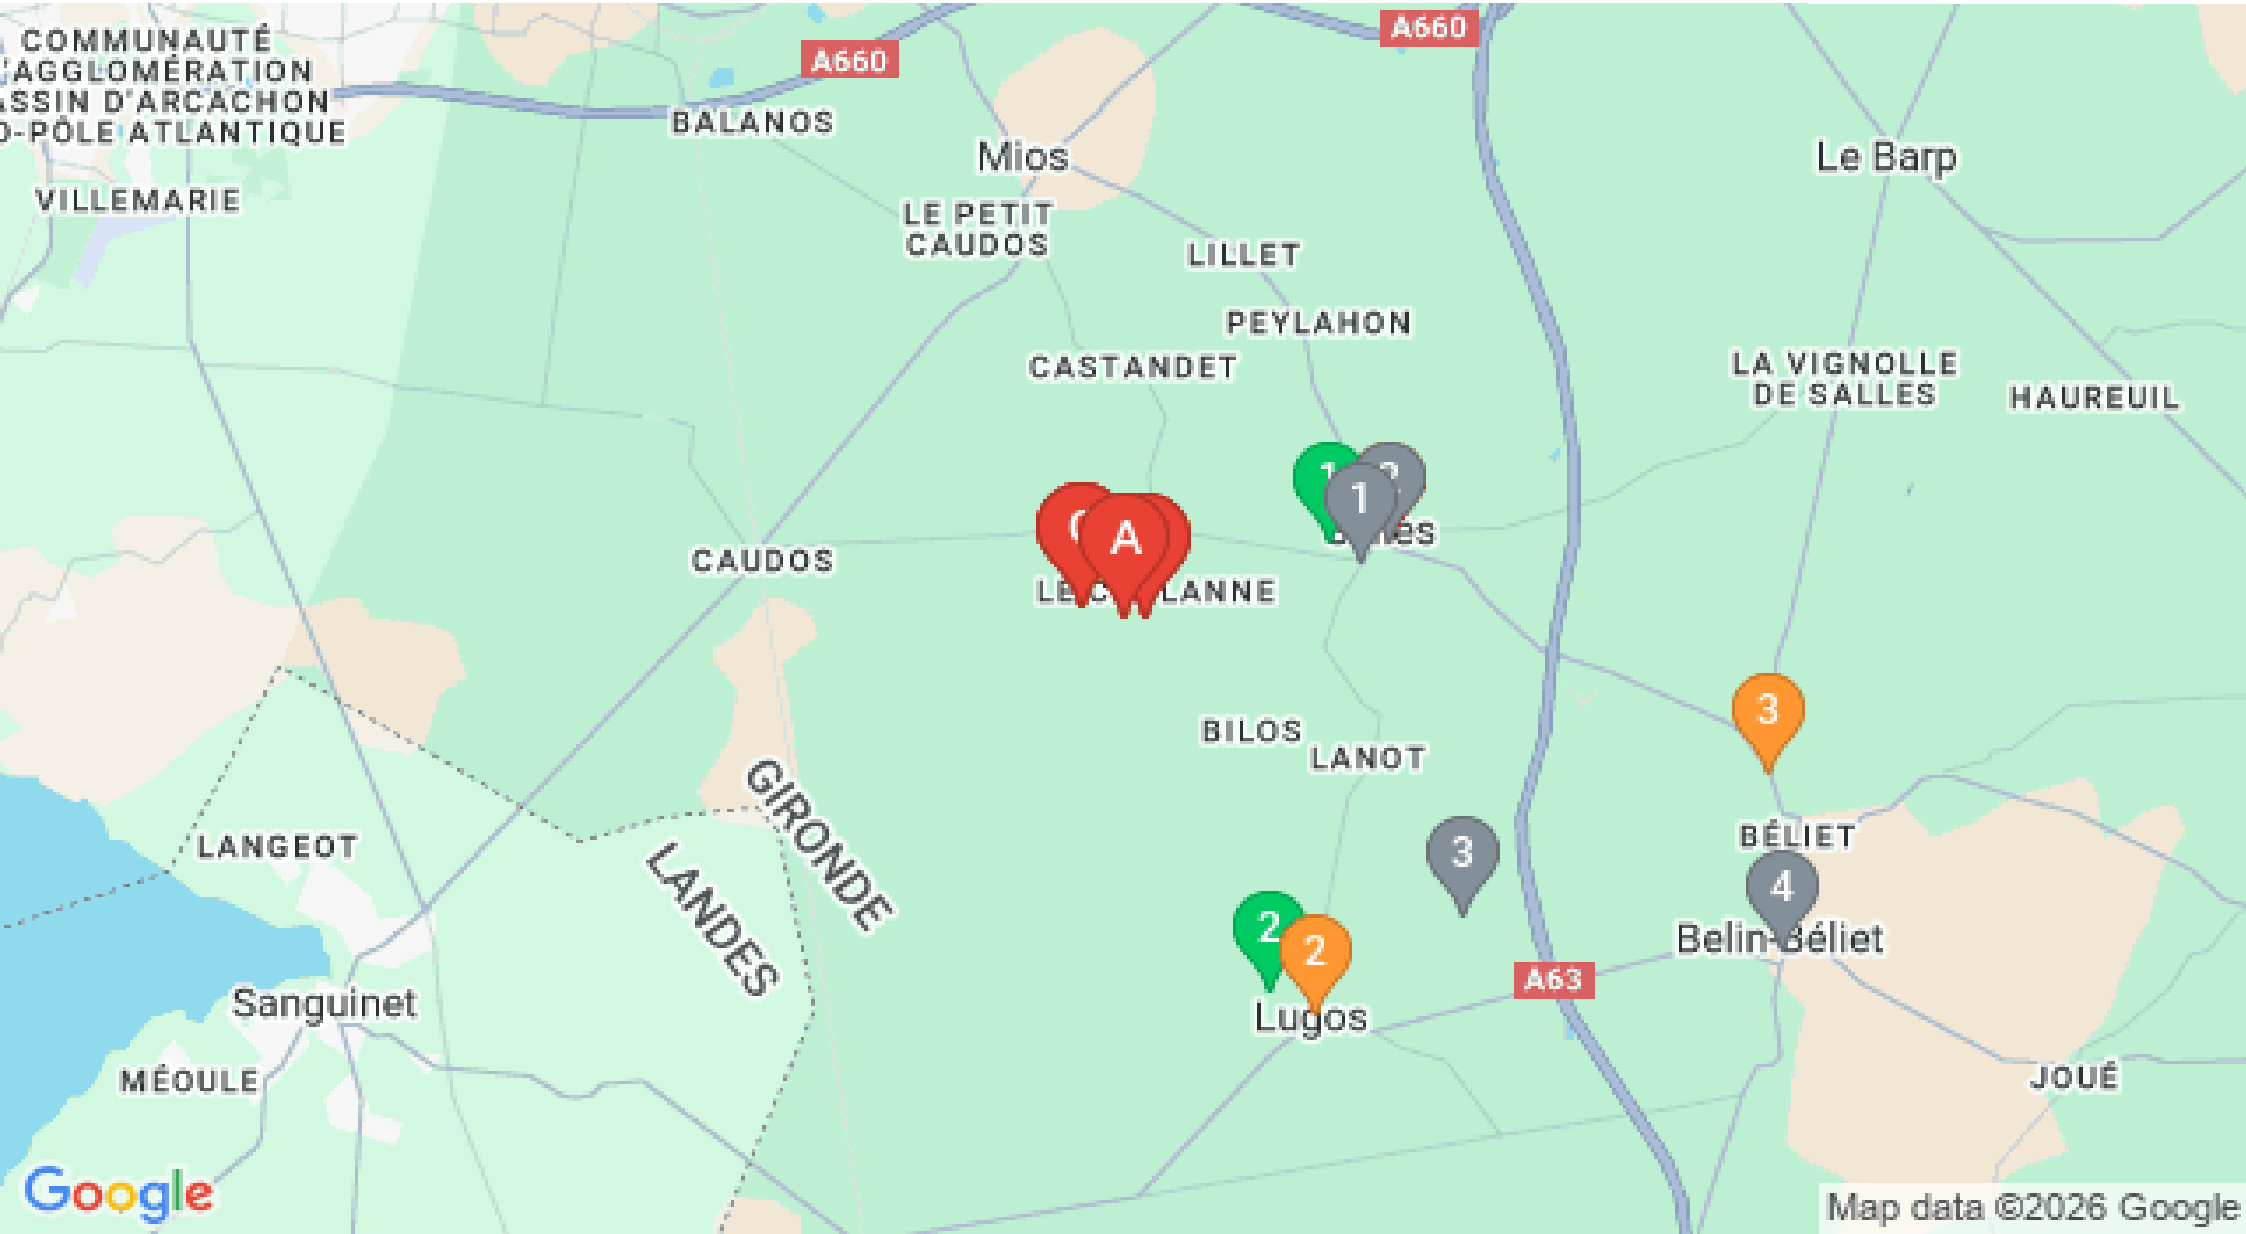 COMMUNAUTÉ
'AGGLOMÉRATION
ASSIN D'ARCACHON
O-PÔLE ATLANTIQUE
VILLEMARIE
A660
A660
BALANOS
Mios
Le Barp
LE PETIT
CAUDOS
LILLET
PEYLAHON
CASTANDET
LA VIGNOLLE
DE SALLES
HAUREUIL
1
2
1
C
A
CAUDOS
3
BILOS
LANOT
GIRONDE
LANDES
LANGEOT
3
BÉLIET
4
2
2
Belin-Béliet
A63
Sanguinet
Lugos
MÉOULE
JOUÉ
Google
Map data ©2026 Google